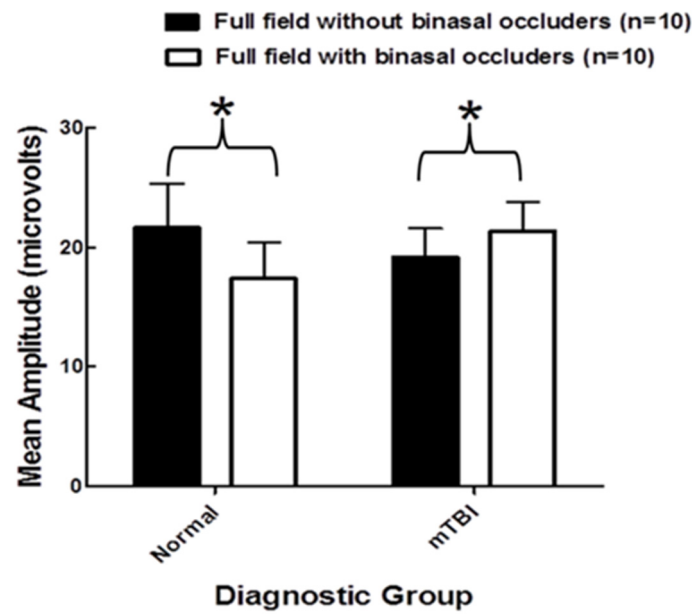 Full field without binasal occluders (n=10)
Full field with binasal occluders (n=10)
* *
30
20
10
0
Mean Amplitude (microvolts)
Normal mTBI
Diagnostic Group